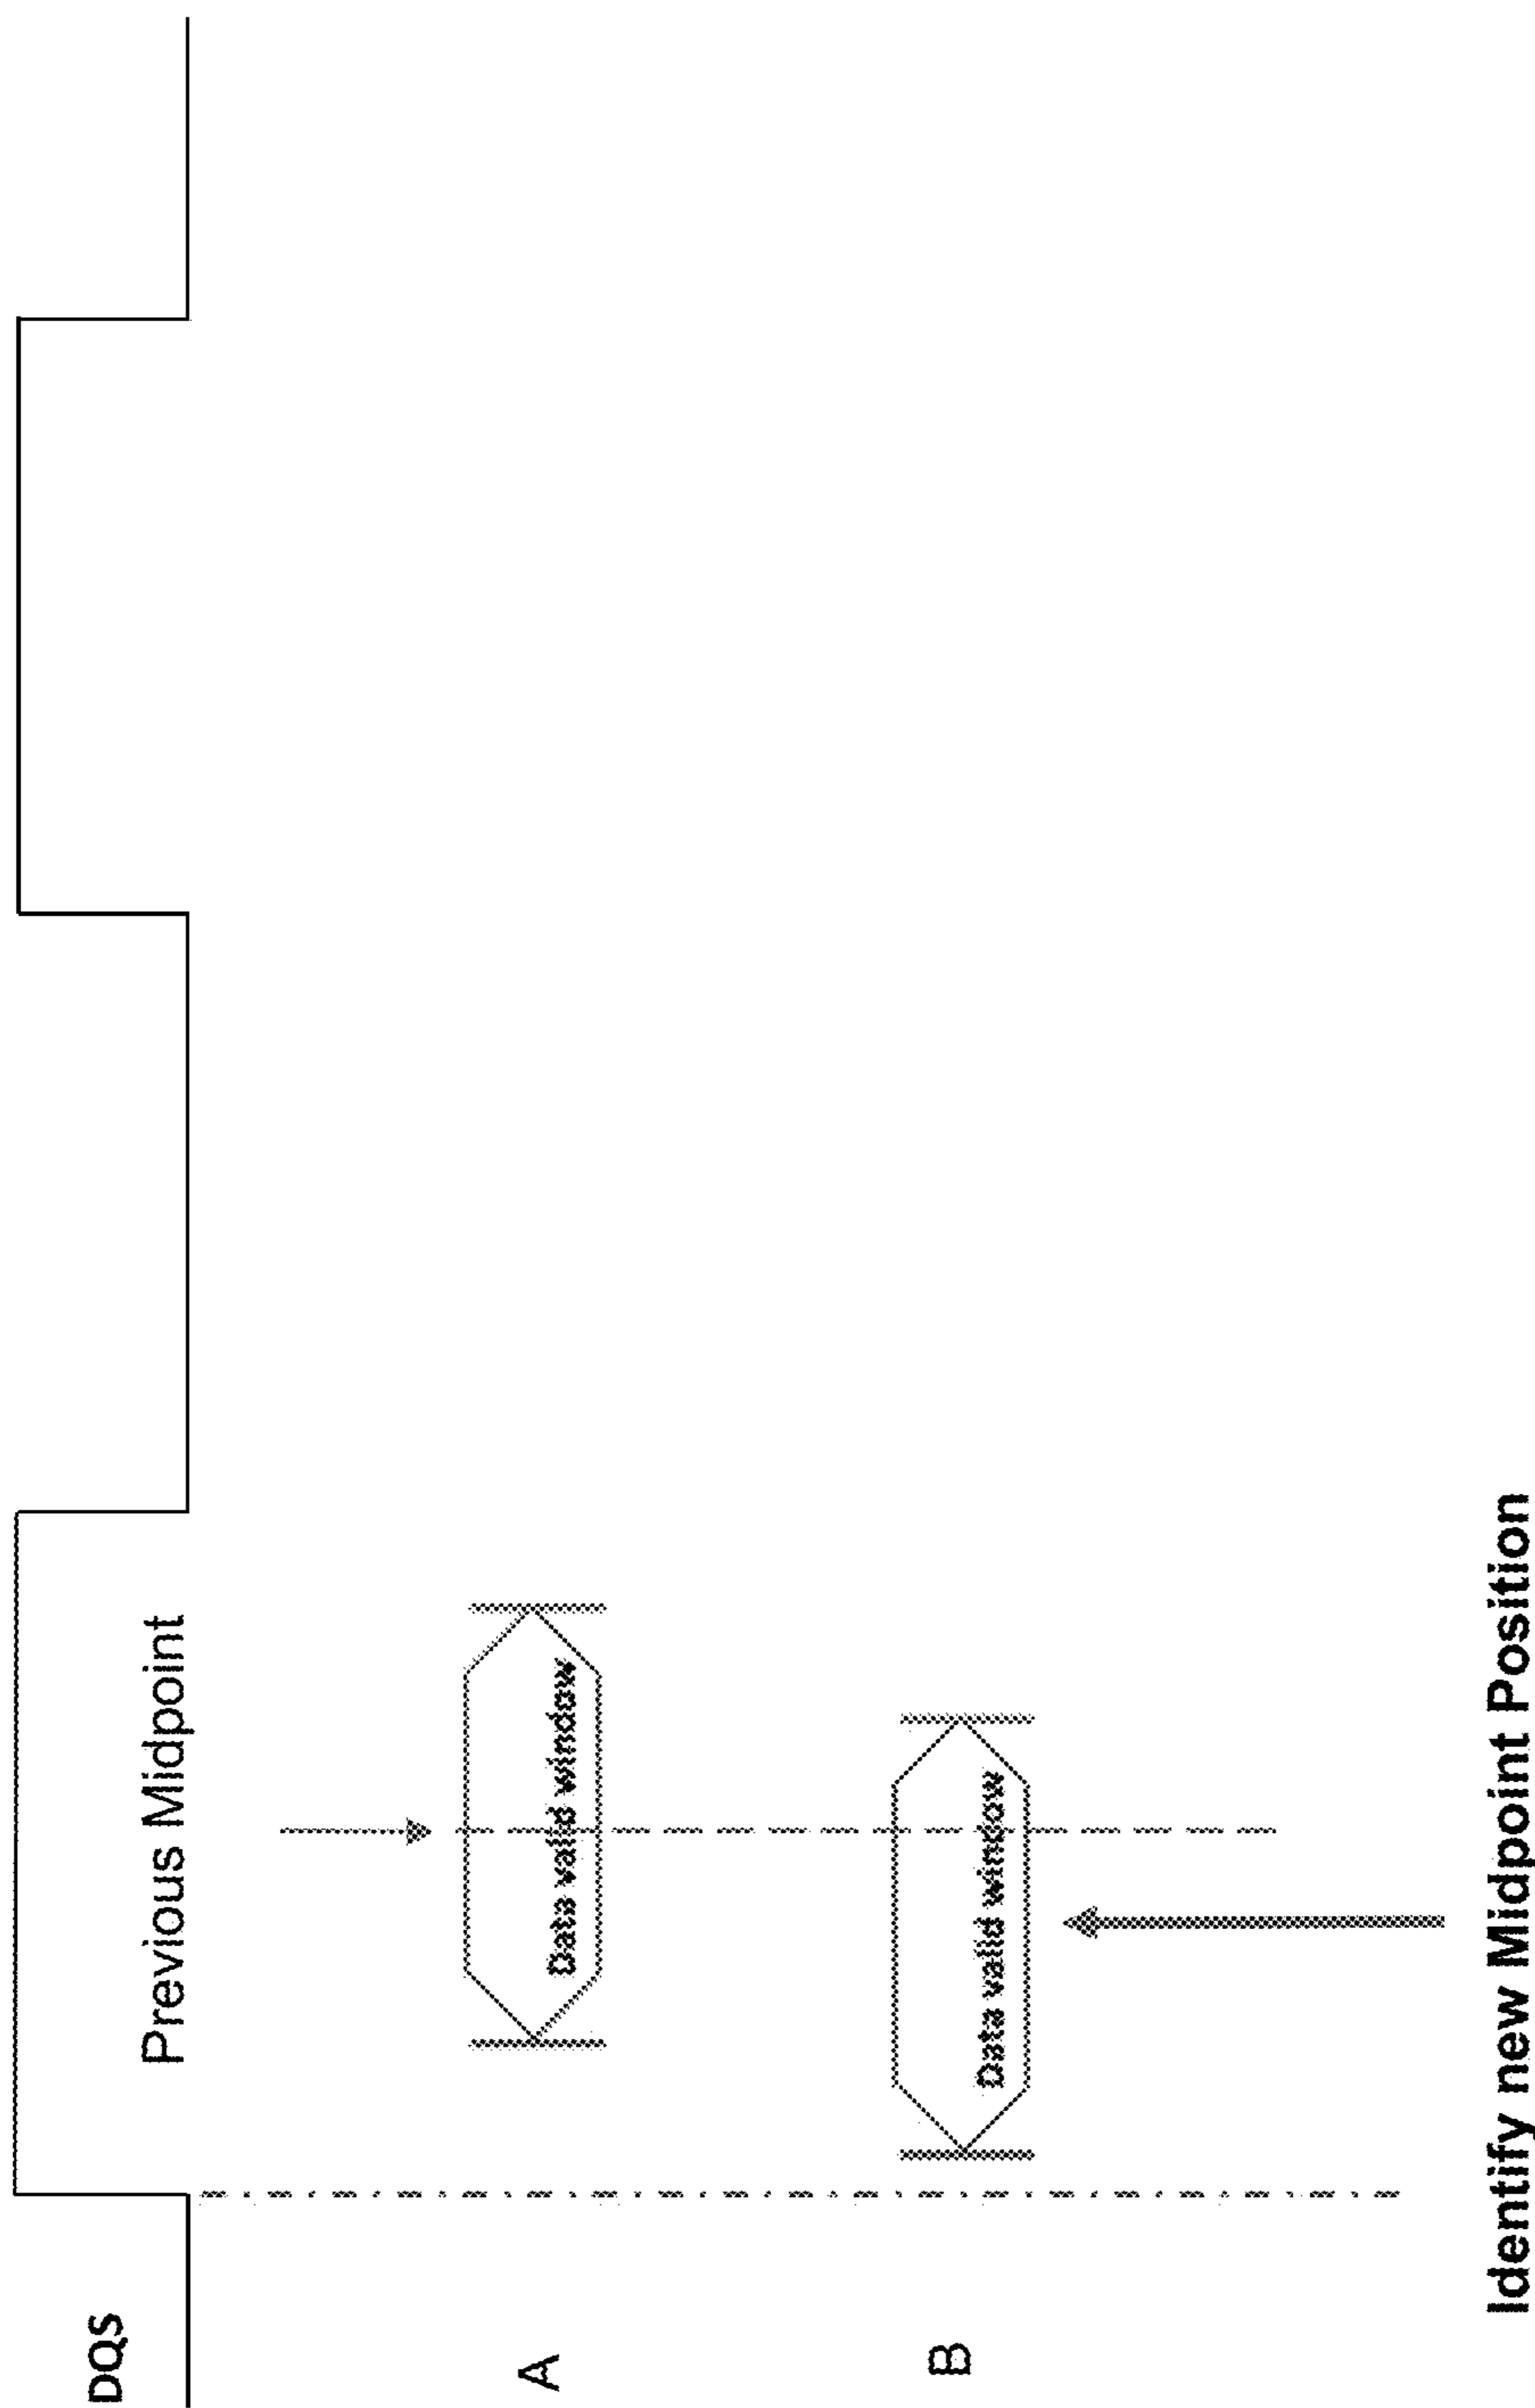 DQS
Previous Midpoint
A
Data valid window
B
Data valid window
Identify new Midpoint Position